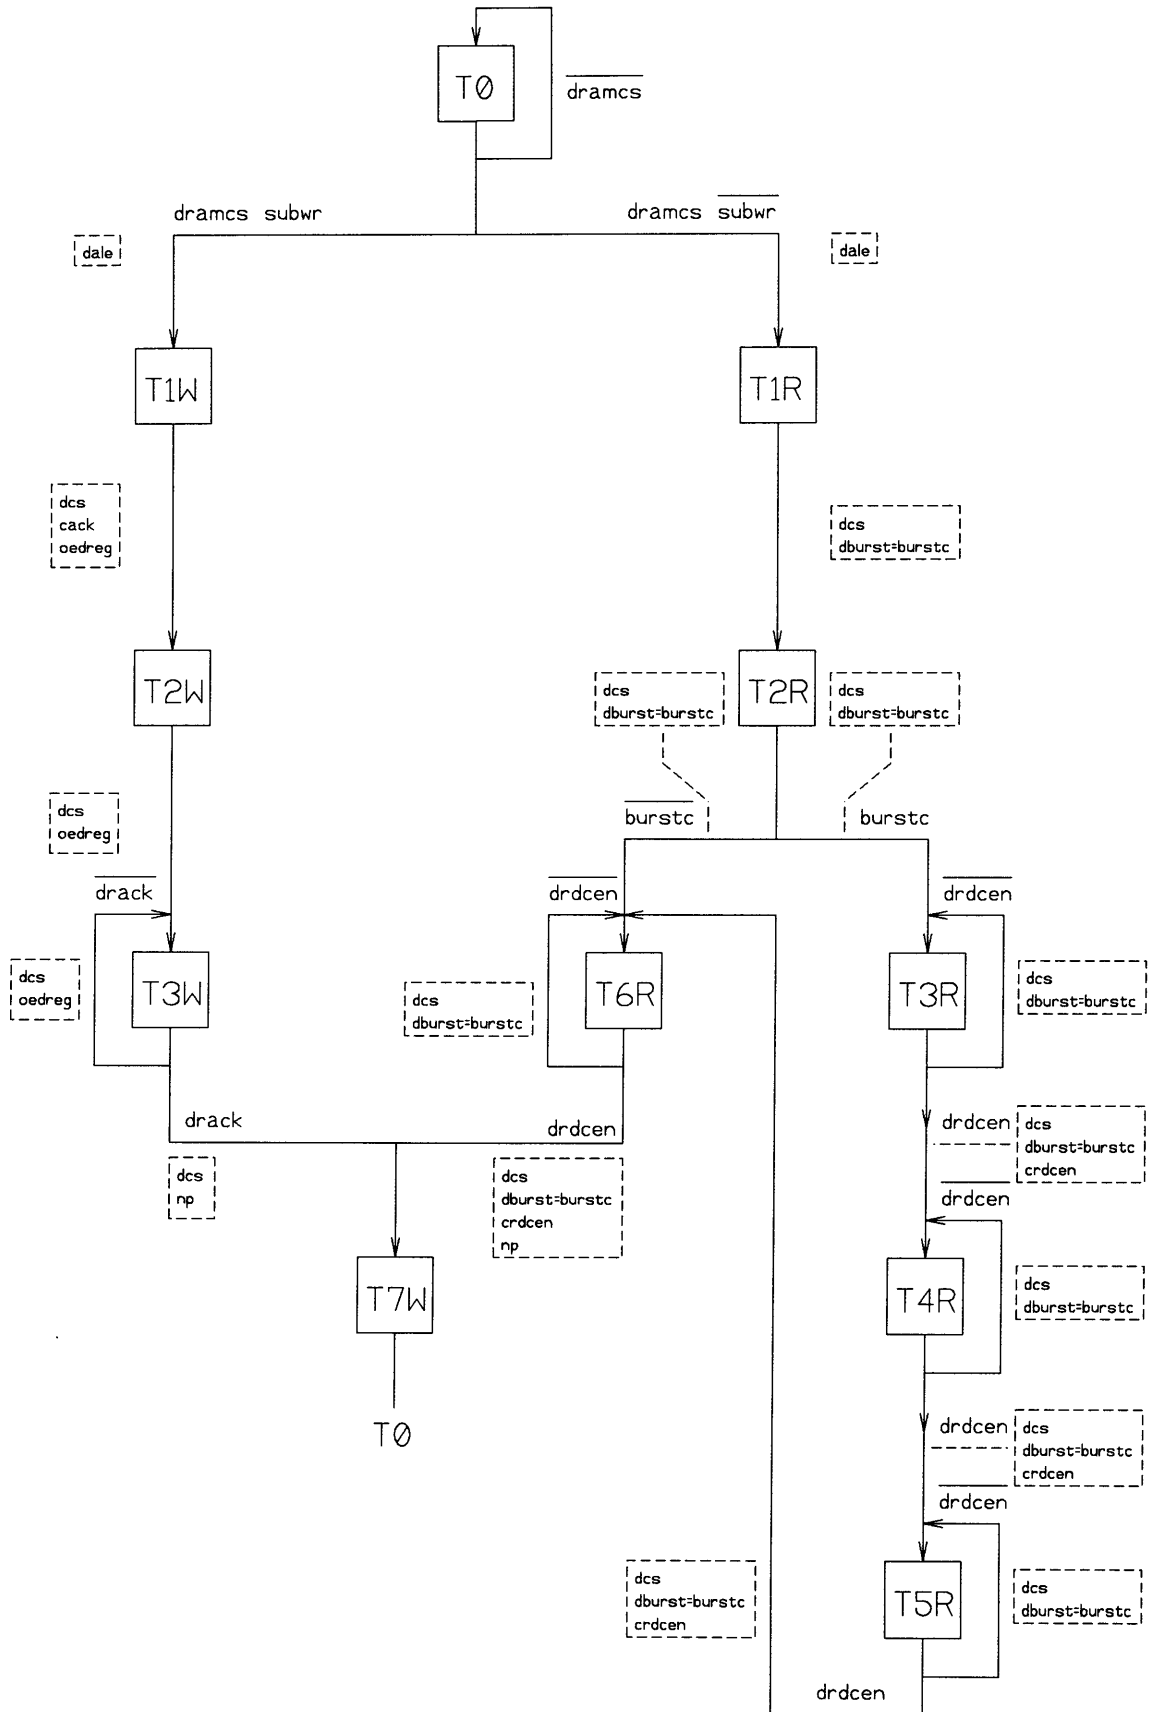 TØ
dramcs
dramcs subwr
dramcs subwr
dale
dale
T1W
T1R
dcs
cack
oedreg
dcs
dburst=burstc
T2W
T2R
dcs
dburst=burstc
dcs
dburst=burstc
dcs
oedreg
burstc
burstc
drack
drdcen
drdcen
dcs
oedreg
T3W
dcs
dburst=burstc
T6R
T3R
dcs
dburst=burstc
drack
drdcen
drdcen
dcs
dburst=burstc
crdcen
dcs
np
dcs
dburst=burstc
crdcen
np
drdcen
T7W
T4R
dcs
dburst=burstc
TØ
drdcen
dcs
dburst=burstc
crdcen
drdcen
dcs
dburst=burstc
crdcen
T5R
dcs
dburst=burstc
drdcen